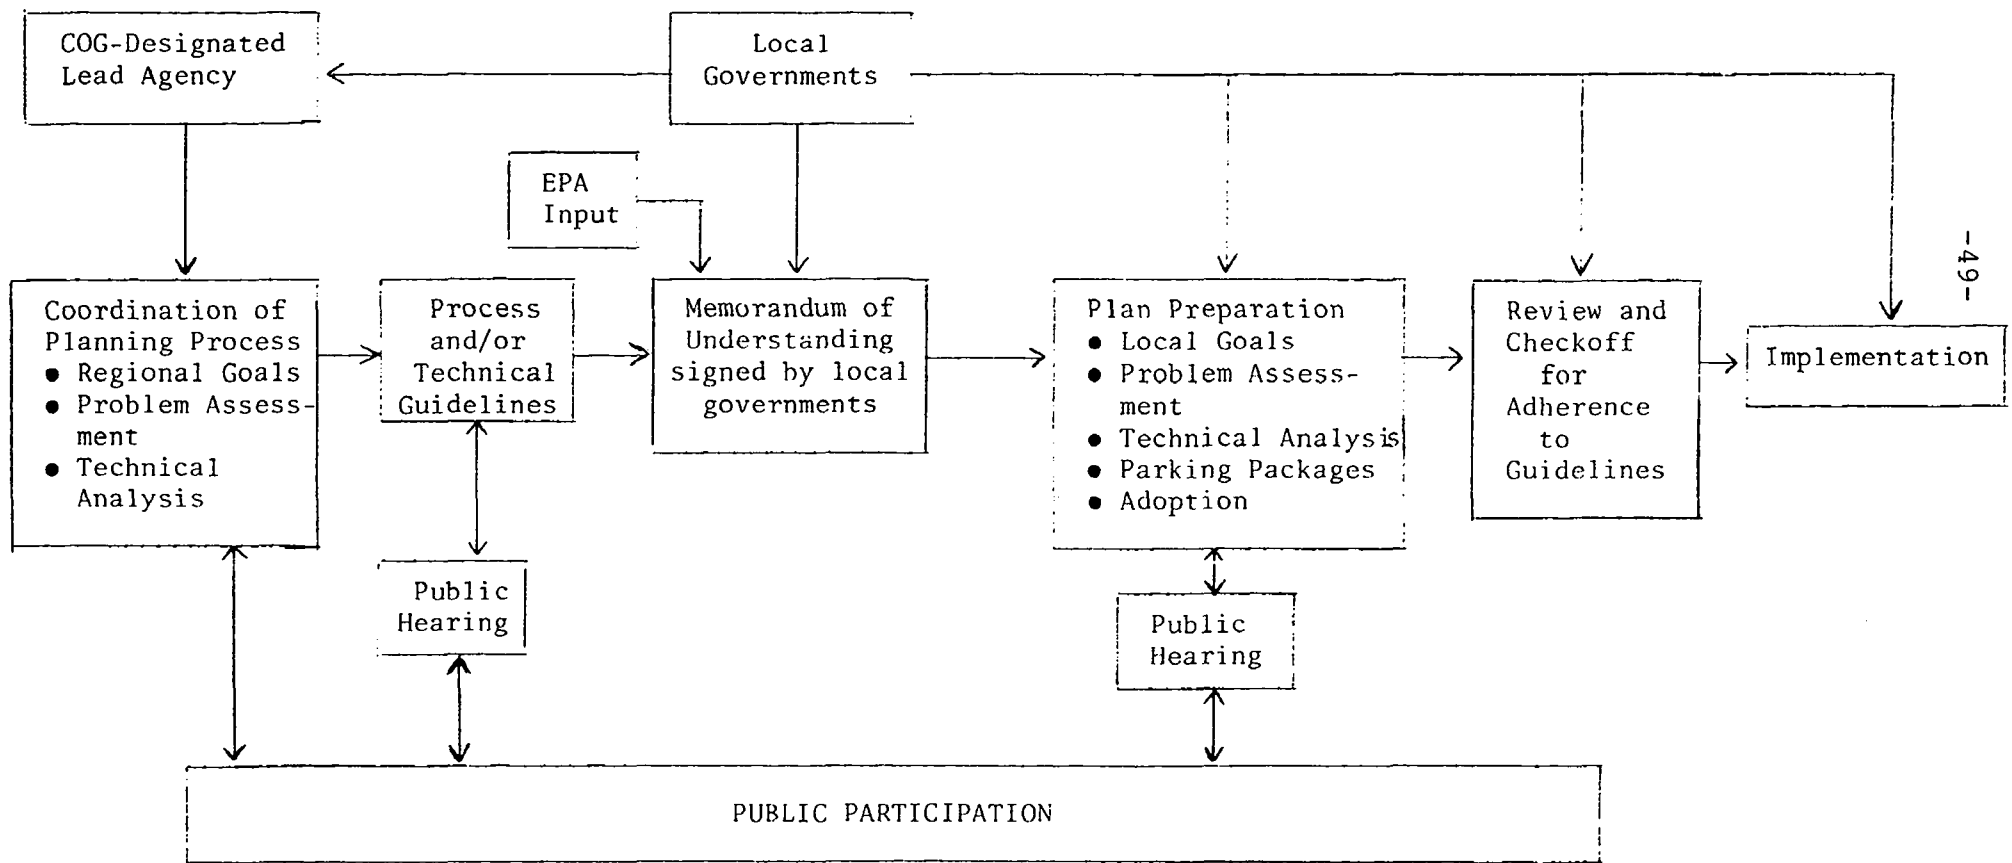 COG-Designated
Lead Agency
Local
Governments
EPA
Input
-49-
Coordination of
Planning Process
● Regional Goals
● Problem Assess-
ment
● Technical
Analysis
Process
and/or
Technical
Guidelines
Memorandum of
Understanding
signed by local
governments
Plan Preparation
● Local Goals
● Problem Assess-
ment
● Technical Analysis
● Parking Packages
● Adoption
Review and
Checkoff
for
Adherence
to
Guidelines
Implementation
Public
Hearing
Public
Hearing
PUBLIC PARTICIPATION